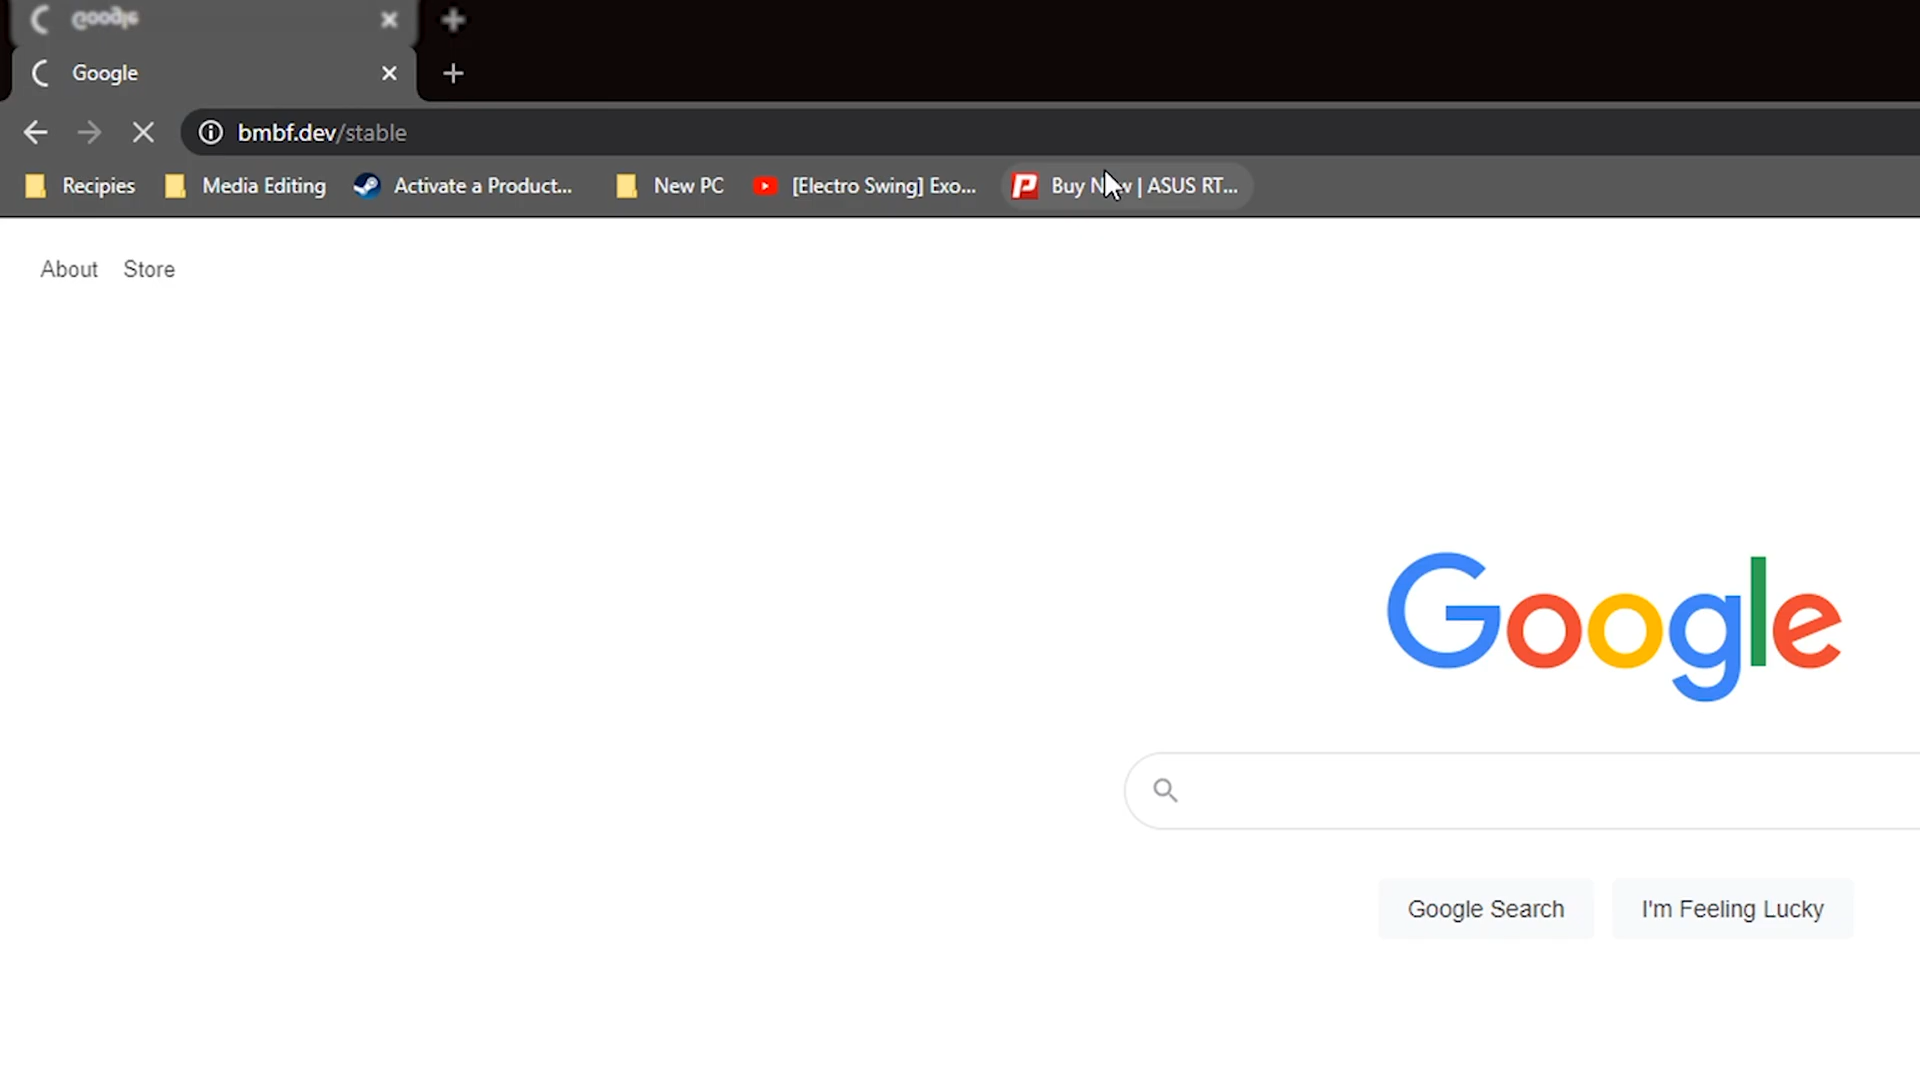 Google
Google
bmbf.dev/stable
Recipies Media Editing Activate a Product... New PC [Electro Swing] Exo... Buy | ASUS RT...
About Store
Google
Google Search I'm Feeling Lucky